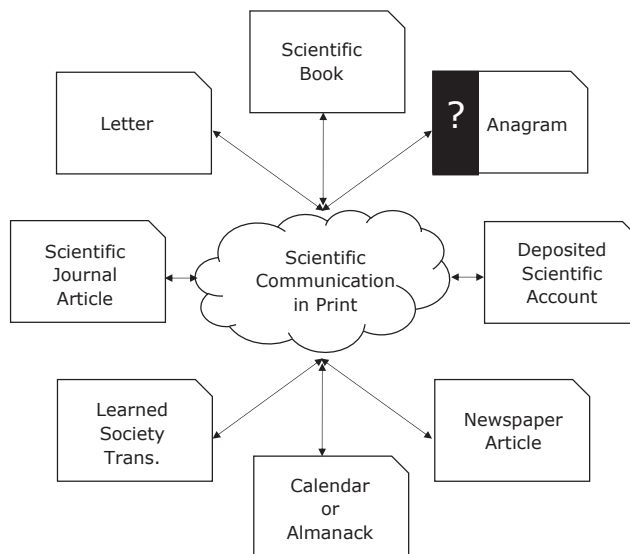 Scientific
Book
Letter
?
Anagram
Scientific
Journal
Article
Scientific
Communication
in Print
Deposited
Scientific
Account
Learned
Society
Trans.
Calendar
or
Almanack
Newspaper
Article